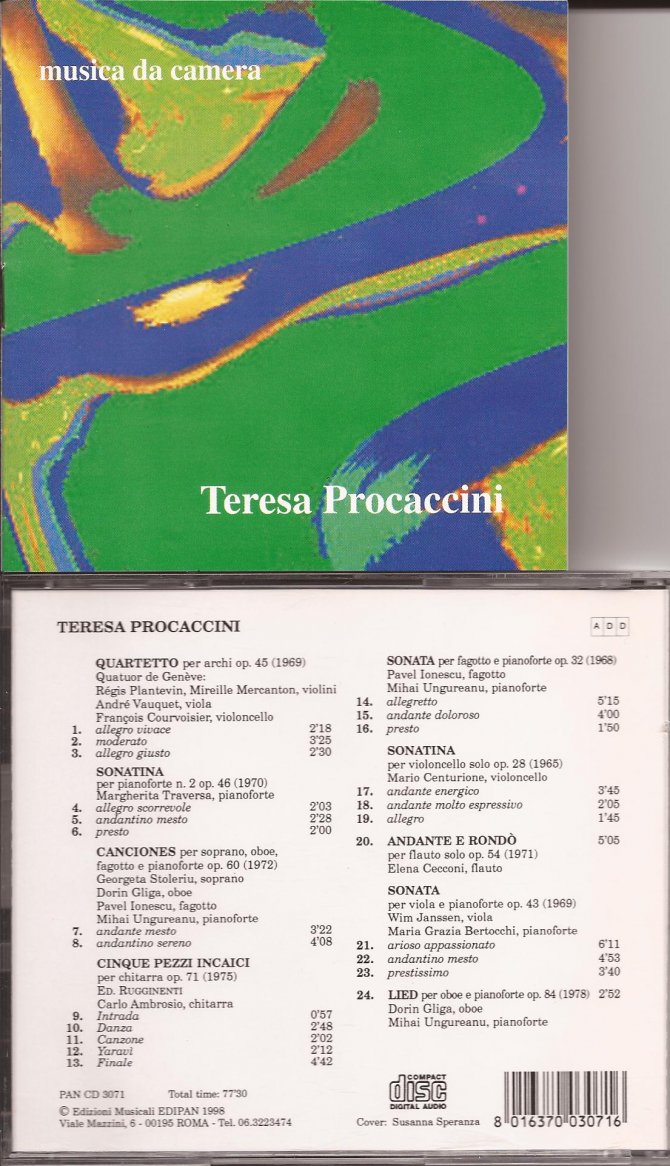 musica da camera
Teresa Procaccini
TERESA PROCACCINI
A D D
QUARTETTO per archi op. 45 (1969)
Quatuor de Genève:
Régis Plantevin, Mireille Mercanton, violini
André Vauquet, viola
François Courvoisier, violoncello
1. allegro vivace 2'18
2. moderato 3'25
3. allegro giusto 2'30
SONATINA
per pianoforte n. 2 op. 46 (1970)
Margherita Traversa, pianoforte
4. allegro scorrevole 2'03
5. andantino mesto 2'28
6. presto 2'00
CANCIONES per soprano, oboe,
fagotto e pianoforte op. 60 (1972)
Georgeta Stoleriu, soprano
Dorin Gliga, oboe
Pavel Ionescu, fagotto
Mihai Ungureanu, pianoforte
7. andante mesto 3'22
8. andantino sereno 4'08
CINQUE PEZZI INCAICI
per chitarra op. 71 (1975)
ED. RUGGINENTI
Carlo Ambrosio, chitarra
9. Intrada 0'57
10. Danza 2'48
11. Canzone 2'02
12. Yaravì 2'12
13. Finale 4'42
SONATA per fagotto e pianoforte op. 32 (1968)
Pavel Ionescu, fagotto
Mihai Ungureanu, pianoforte
14. allegretto 5'15
15. andante doloroso 4'00
16. presto 1'50
SONATINA
per violoncello solo op. 28 (1965)
Mario Centurione, violoncello
17. andante energico 3'45
18. andante molto espressivo 2'05
19. allegro 1'45
20. ANDANTE E RONDÒ 5'05
per flauto solo op. 54 (1971)
Elena Cecconi, flauto
SONATA
per viola e pianoforte op. 43 (1969)
Wim Janssen, viola
Maria Grazia Bertocchi, pianoforte
21. arioso appassionato 6'11
22. andantino mesto 4'53
23. prestissimo 3'40
24. LIED per oboe e pianoforte op. 84 (1978) 2'52
Dorin Gliga, oboe
Mihai Ungureanu, pianoforte
PAN CD 3071 Total time: 77'30
© Edizioni Musicali EDIPAN 1998
Viale Mazzini, 6 - 00195 ROMA - Tel. 06.3223474
COMPACT
disc
DIGITAL AUDIO
Cover: Susanna Speranza
8 016370 030716